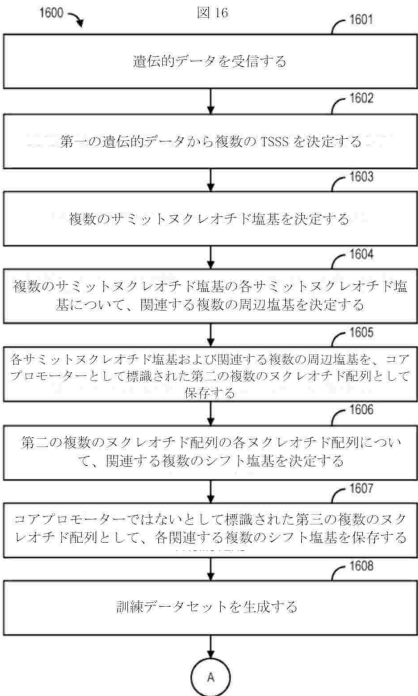 図 16
1600
1601
遺伝的データを受信する
1602
第一の遺伝的データから複数の TSSS を決定する
1603
複数のサミットヌクレオチド塩基を決定する
1604
複数のサミットヌクレオチド塩基の各サミットヌクレオチド塩
基について、関連する複数の周辺塩基を決定する
1605
各サミットヌクレオチド塩基および関連する複数の周辺塩基を、コア
プロモーターとして標識された第二の複数のヌクレオチド配列として
保存する
1606
第二の複数のヌクレオチド配列の各ヌクレオチド配列につい
て、関連する複数のシフト塩基を決定する
1607
コアプロモーターではないとして標識された第三の複数のヌク
レオチド配列として、各関連する複数のシフト塩基を保存する
1608
訓練データセットを生成する
A